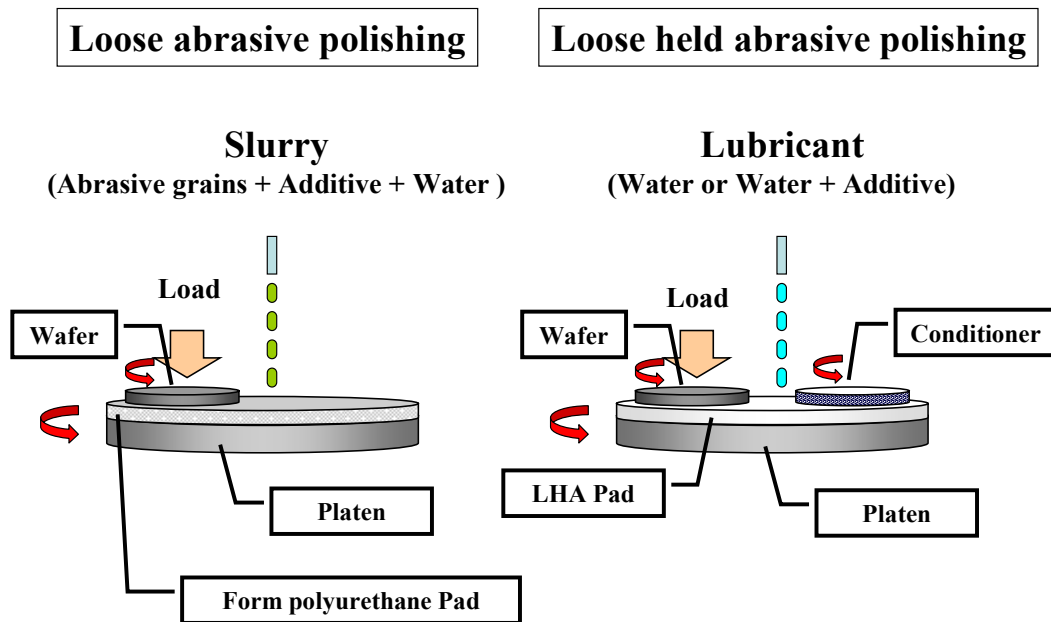 Loose abrasive polishing
Slurry
(Abrasive grains + Additive + Water )
Load
Wafer
Platen
Form polyurethane Pad
Loose held abrasive polishing
Lubricant
(Water or Water + Additive)
Load
Wafer
Conditioner
LHA Pad
Platen